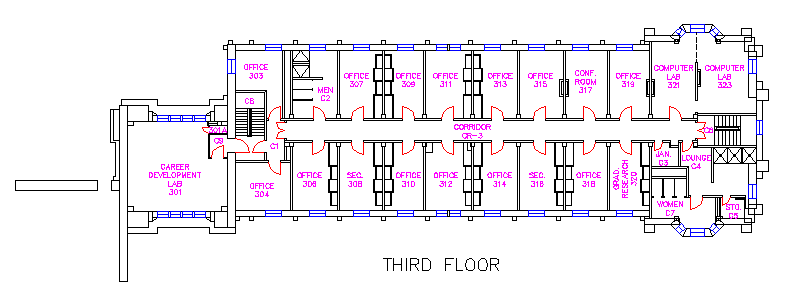 OFFICE
303
MEN
C2
OFFICE
307
OFFICE
309
OFFICE
311
OFFICE
313
OFFICE
315
CONF.
ROOM
317
OFFICE
319
COMPUTER
LAB
321
COMPUTER
LAB
323
C8
301A
C9
C1
CORRIDOR
CR-3
C6
CAREER
DEVELOPMENT
LAB
301
OFFICE
304
OFFICE
306
SEC.
308
OFFICE
310
OFFICE
312
OFFICE
314
SEC.
316
OFFICE
318
GRAD.
RESEARCH
320
JAN.
C3
LOUNGE
C4
WOMEN
C7
STO.
C5
THIRD FLOOR